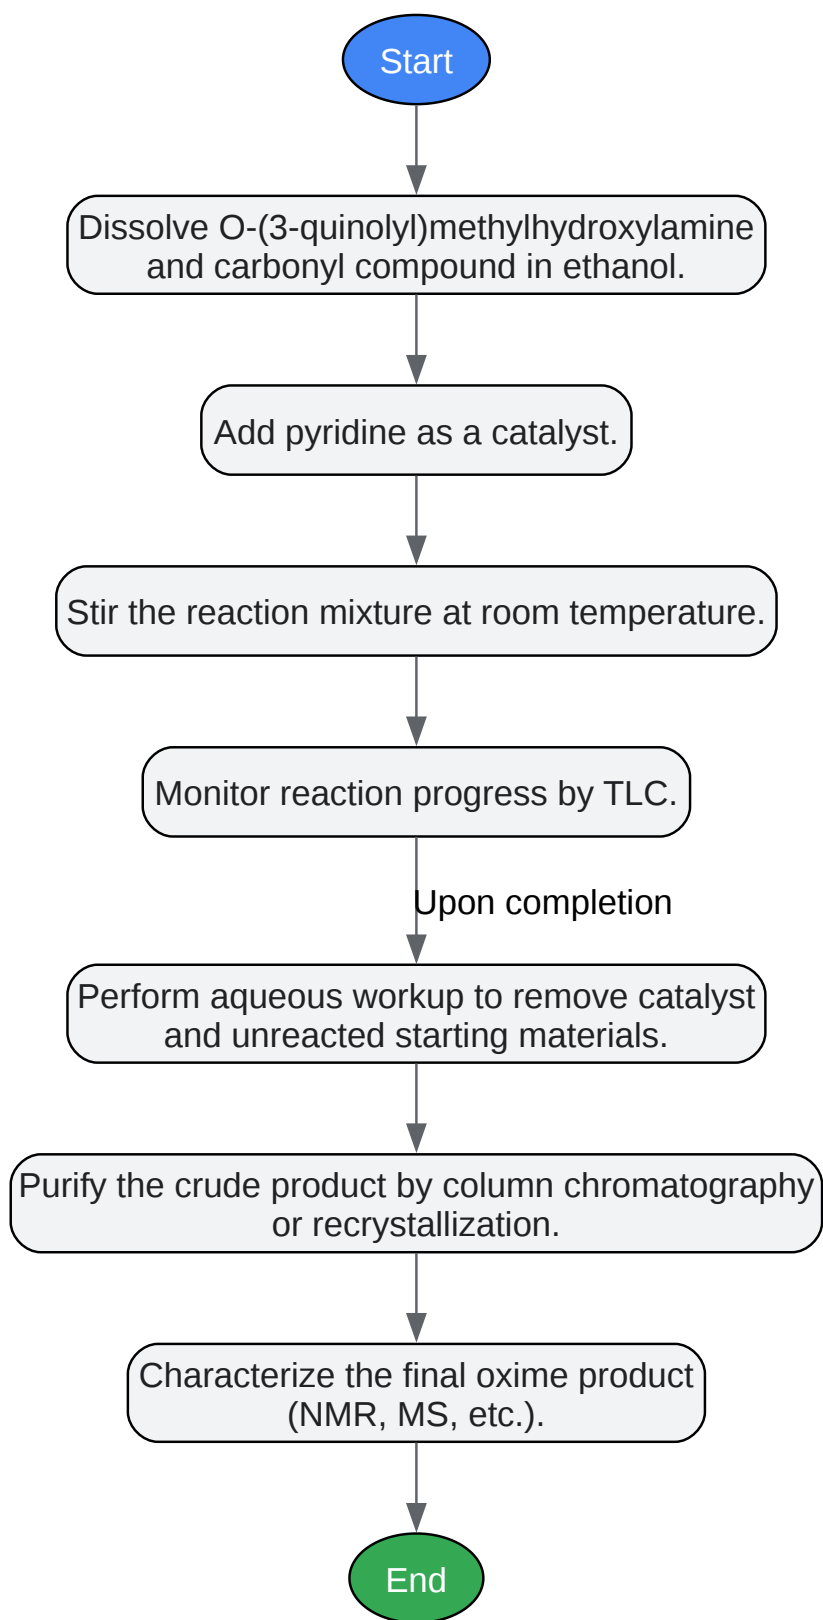 Start
Dissolve O-(3-quinolyl)methylhydroxylamine
and carbonyl compound in ethanol.
Add pyridine as a catalyst.
Stir the reaction mixture at room temperature.
Monitor reaction progress by TLC.
Upon completion
Perform aqueous workup to remove catalyst
and unreacted starting materials.
Purify the crude product by column chromatography
or recrystallization.
Characterize the final oxime product
(NMR, MS, etc.).
End